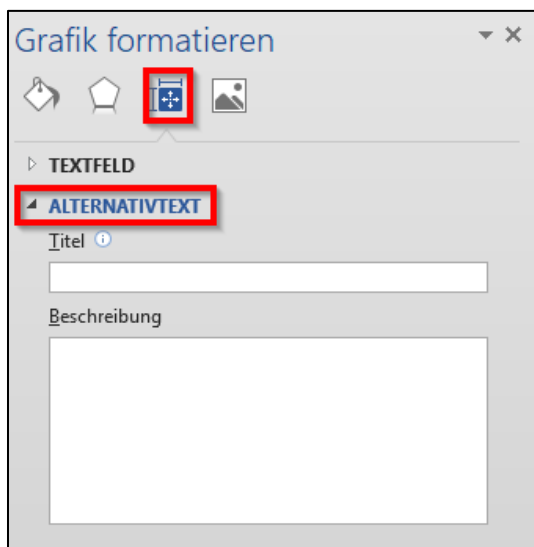 Grafik formatieren
TEXTFELD
ALTERNATIVTEXT
Titel
Beschreibung